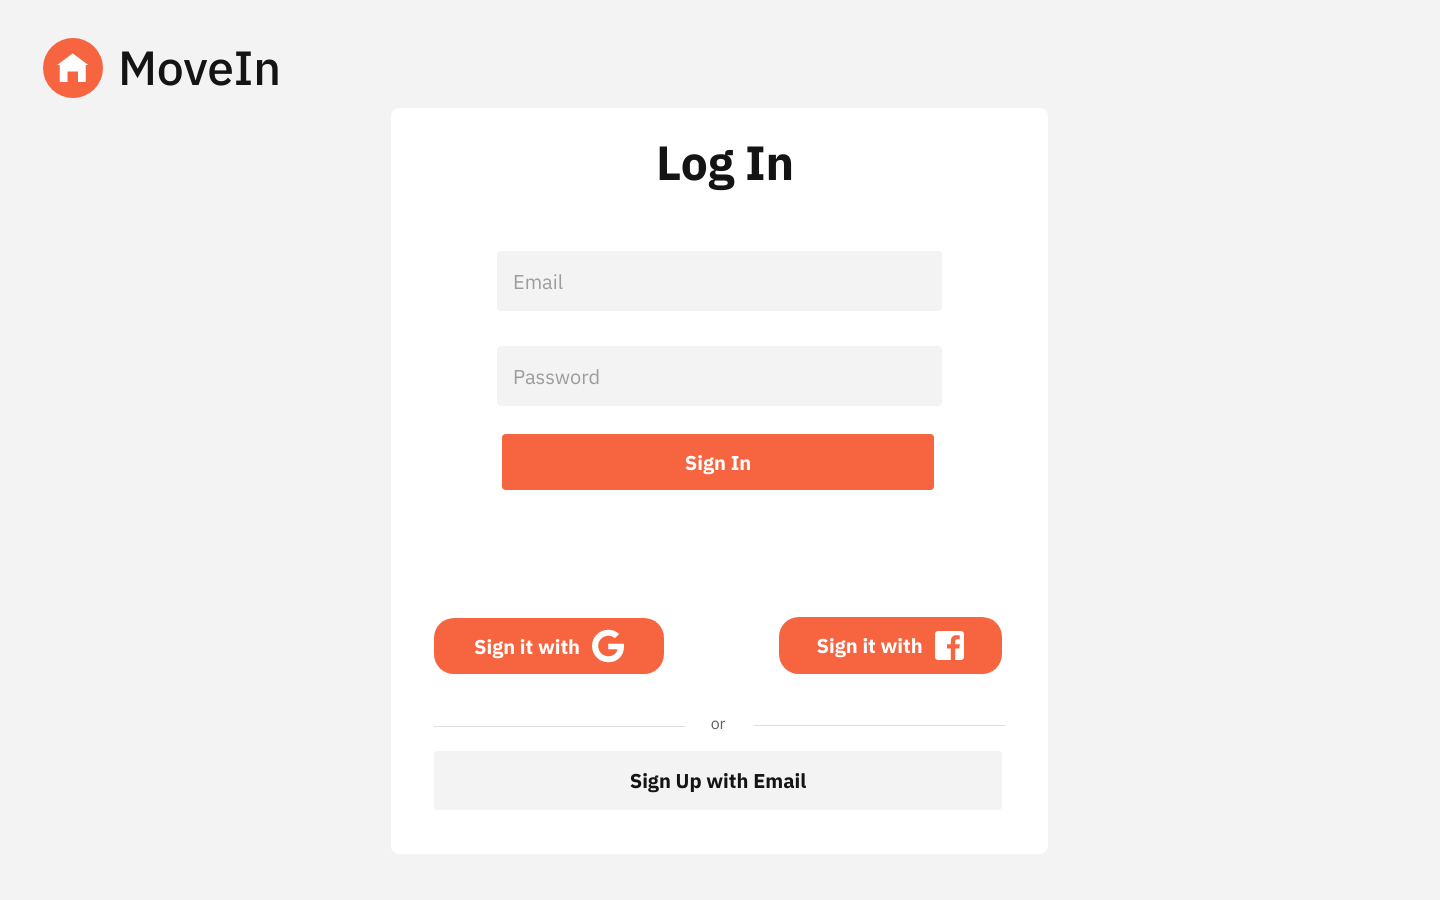 MoveIn
Log In
Email
Password
Sign In
Sign it with
Sign it with
or
Sign Up with Email